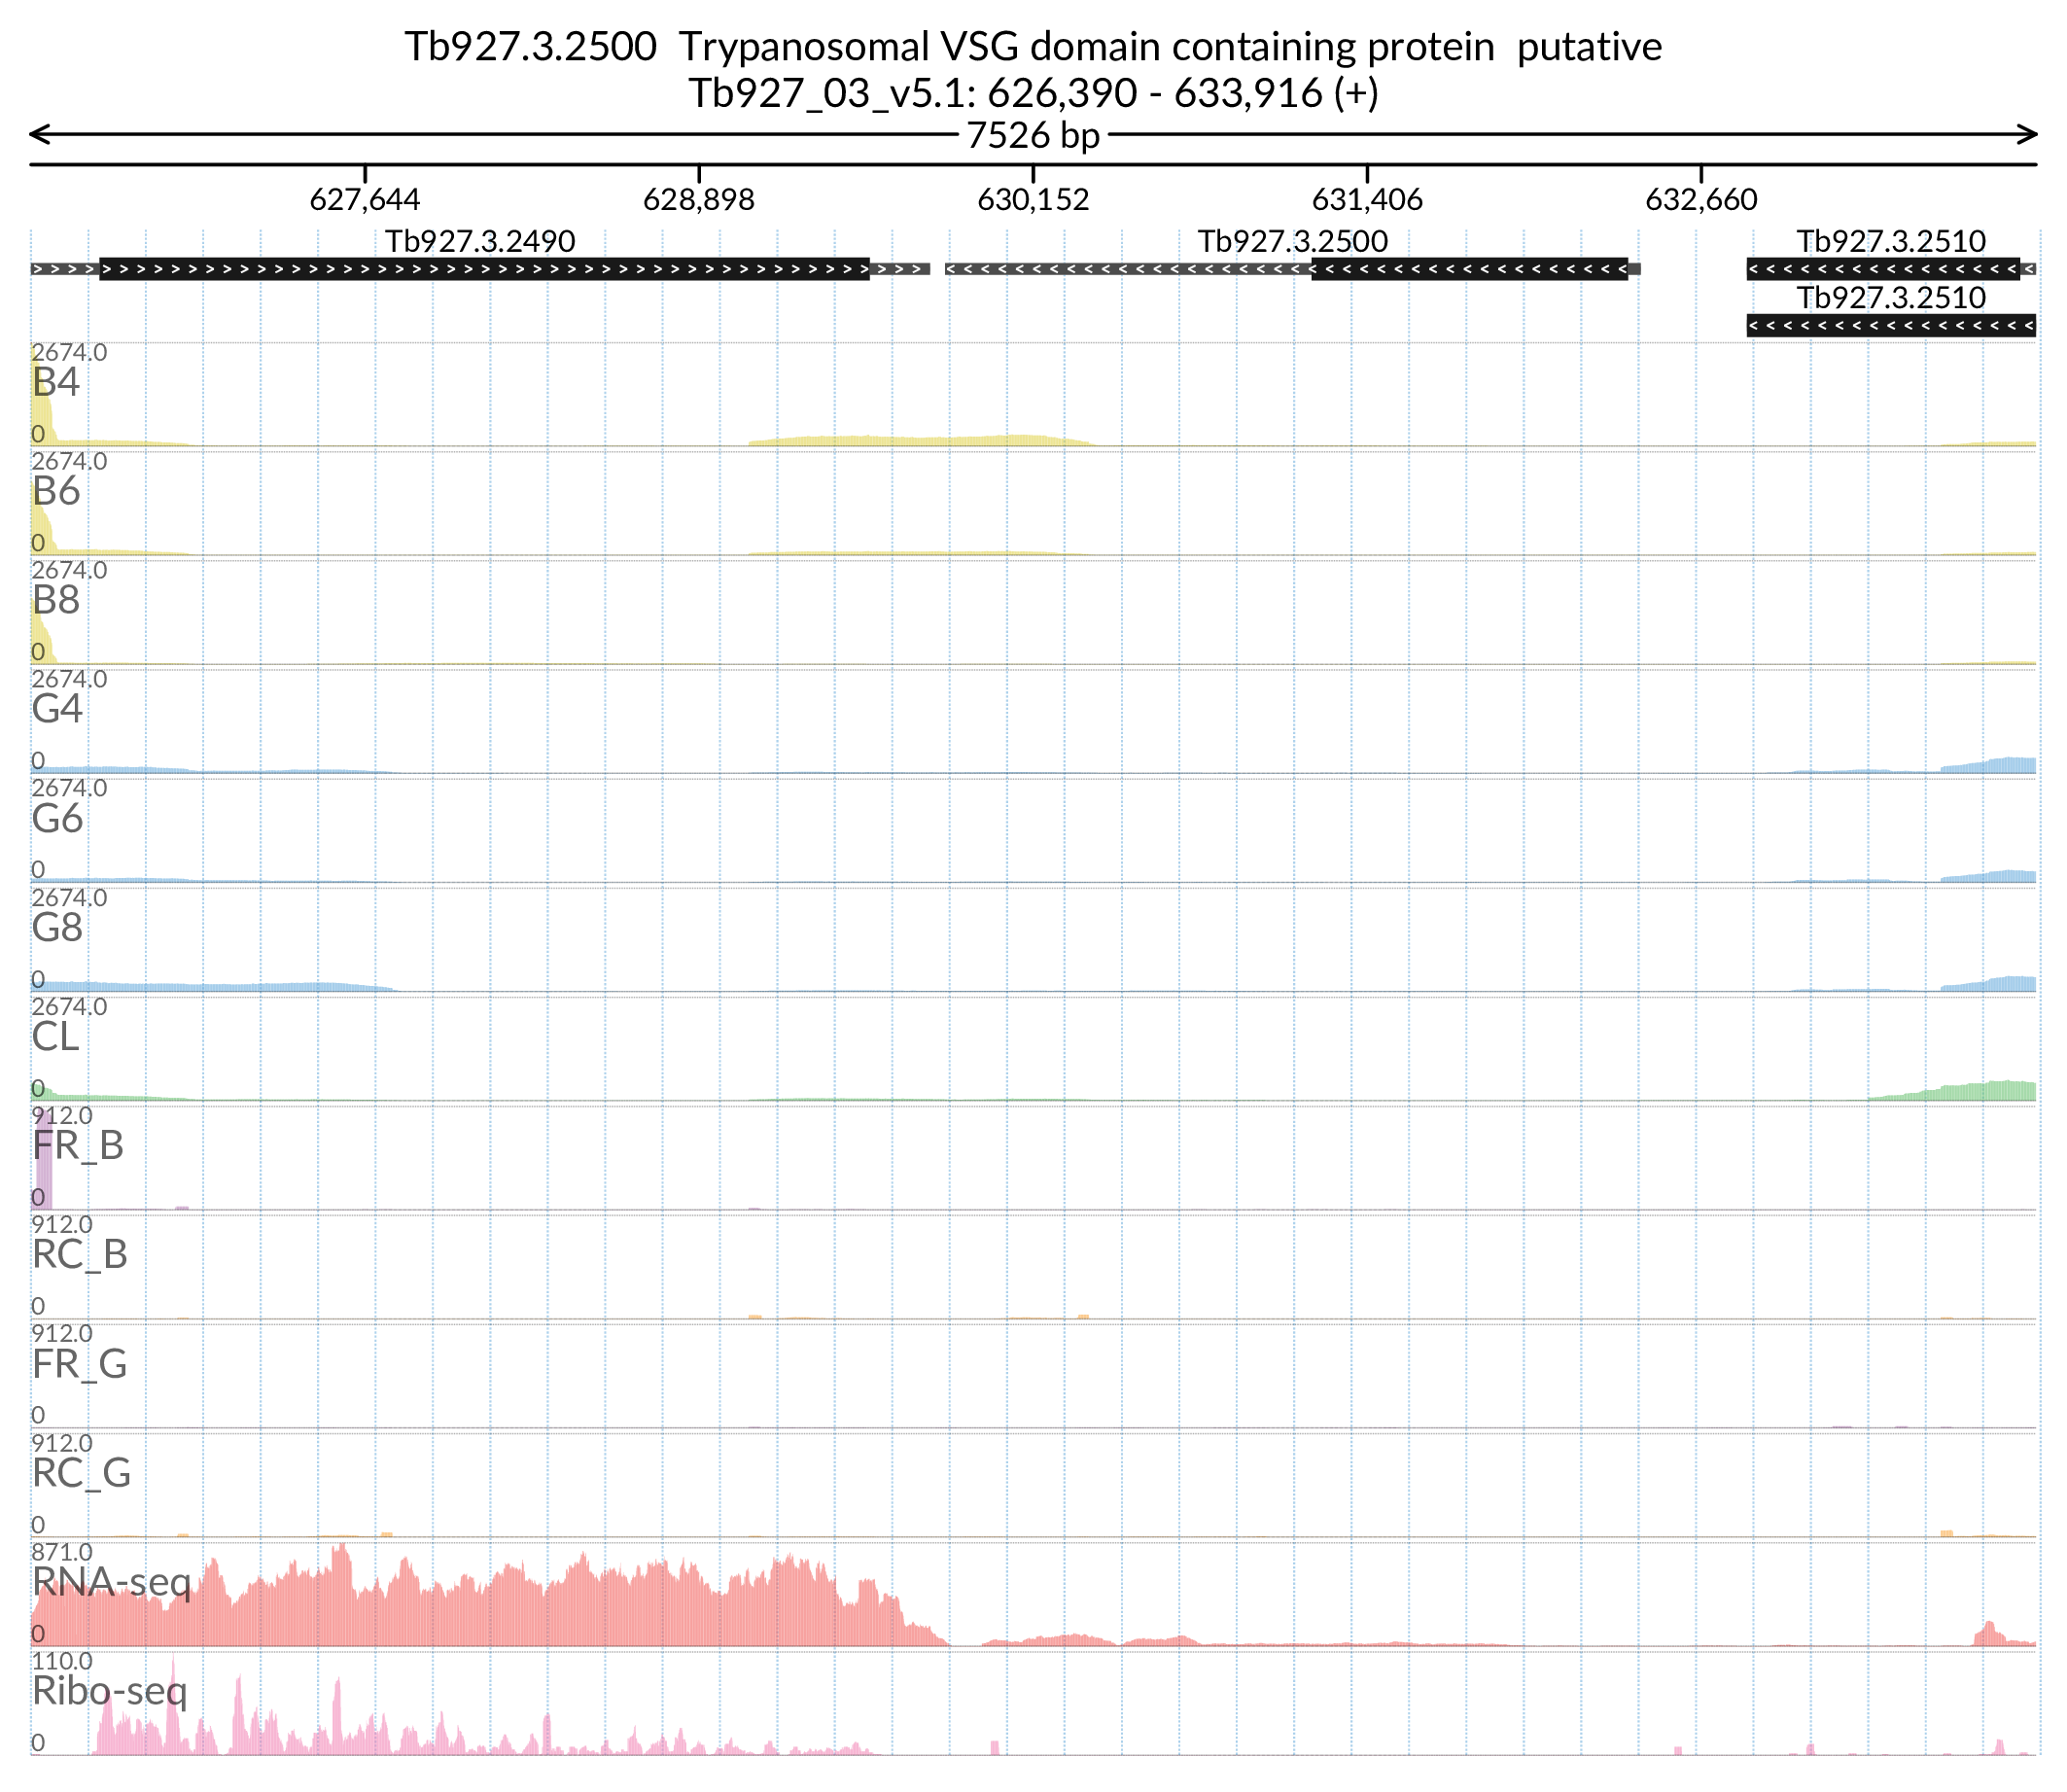 Tb927.3.2500  Trypanosomal VSG domain containing protein  putative
Tb927_03_v5.1: 626,390 - 633,916 (+)
7526 bp
627,644 628,898 630,152 631,406 632,660
Tb927.3.2490 Tb927.3.2500 Tb927.3.2510
Tb927.3.2510
2674.0
B4
0
2674.0
B6
0
2674.0
B8
0
2674.0
G4
0
2674.0
G6
0
2674.0
G8
0
2674.0
CL
0
912.0
FR_B
0
912.0
RC_B
0
912.0
FR_G
0
912.0
RC_G
0
871.0
RNA-seq
0
110.0
Ribo-seq
0